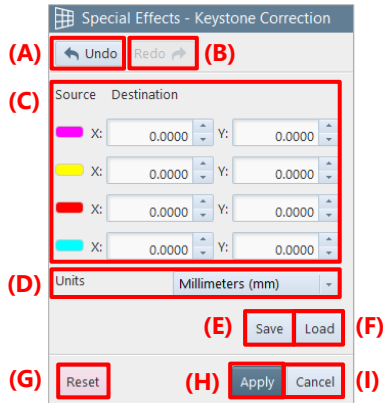 Special Effects - Keystone Correction
(A) Undo Redo (B)
(C)
Source Destination
X: 0.0000 Y: 0.0000
X: 0.0000 Y: 0.0000
X: 0.0000 Y: 0.0000
X: 0.0000 Y: 0.0000
(D) Units Millimeters (mm)
(E) Save Load (F)
(G) Reset (H) Apply Cancel (I)